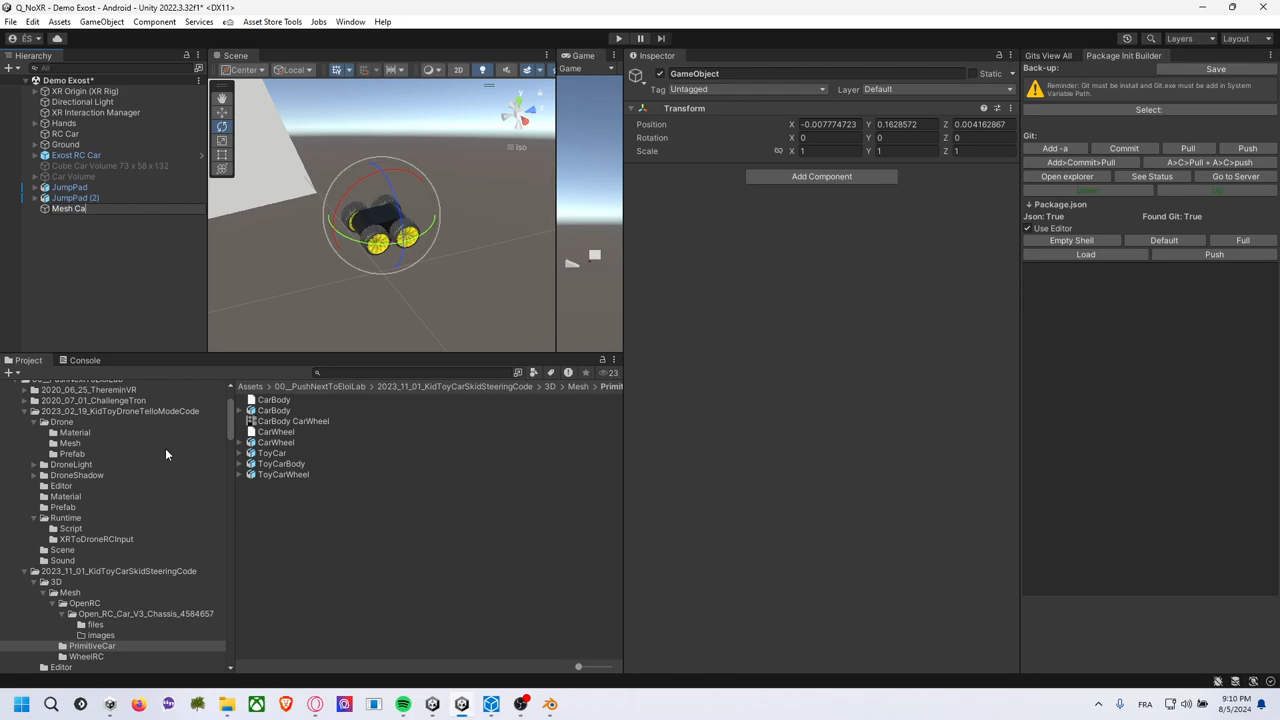 Q_NoXR - Demo Exost - Android - Unity 2022.3.32f1* <DX11>
File Edit Assets GameObject Component Services Asset Store Tools Jobs Window Help
ÉS Layers Layout
Hierarchy Scene Game Inspector Gits View All Package Init Builder
All Center Local 2D Game GameObject Static Back-up: Save
Demo Exost*
XR Origin (XR Rig) Tag Untagged Layer Default Reminder: Git must be install and Git.exe must be add in System Variable Path.
Directional Light
XR Interaction Manager Transform Select:
Hands Position X -0.007774723 Y 0.1628572 Z 0.004162867
RC Car Rotation X 0 Y 0 Z 0 Git:
Ground Scale X 1 Y 1 Z 1 Add -a Commit Pull Push
Exost RC Car Iso Add>Commit>Pull A>C>Pull + A>C>push
Cube Car Volume 73 x 58 x 132
Car Volume Add Component Open explorer See Status Go to Server
JumpPad Down Up
JumpPad (2) Package.json
Mesh Ca Json: True Found Git: True
Use Editor
Empty Shell Default Full
Load Push
Project Console
23
Assets 00__PushNextToEloiLab 2023_11_01_KidToyCarSkidSteeringCode 3D Mesh Primit
2020_06_25_ThereminVR
2020_07_01_ChallengeTron CarBody
2023_02_19_KidToyDroneTelloModeCode CarBody
Drone CarBody CarWheel
Material CarWheel
Mesh CarWheel
Prefab ToyCar
DroneLight ToyCarBody
DroneShadow ToyCarWheel
Editor
Material
Prefab
Runtime
Script
XRToDroneRCInput
Scene
Sound
2023_11_01_KidToyCarSkidSteeringCode
3D
Mesh
OpenRC
Open_RC_Car_V3_Chassis_4584657
files
images
PrimitiveCar
WheelRC
Editor
FRA
9:10 PM
8/5/2024